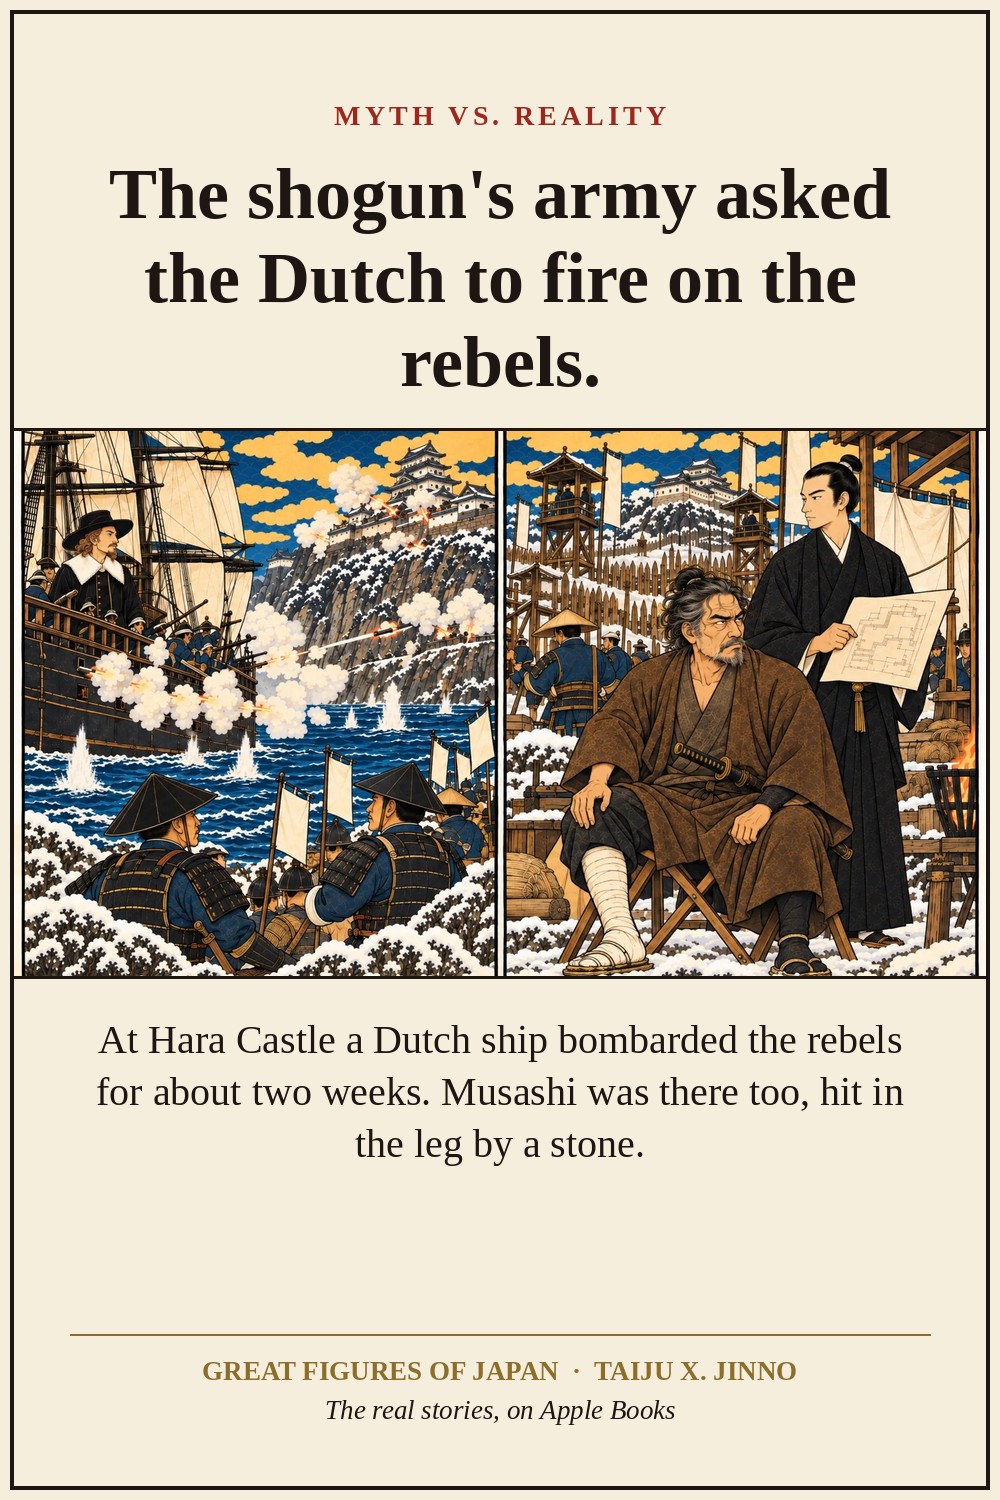 MYTH VS. REALITY
The shogun's army asked
the Dutch to fire on the
rebels.
At Hara Castle a Dutch ship bombarded the rebels
for about two weeks. Musashi was there too, hit in
the leg by a stone.
GREAT FIGURES OF JAPAN · TAIJU X. JINNO
The real stories, on Apple Books